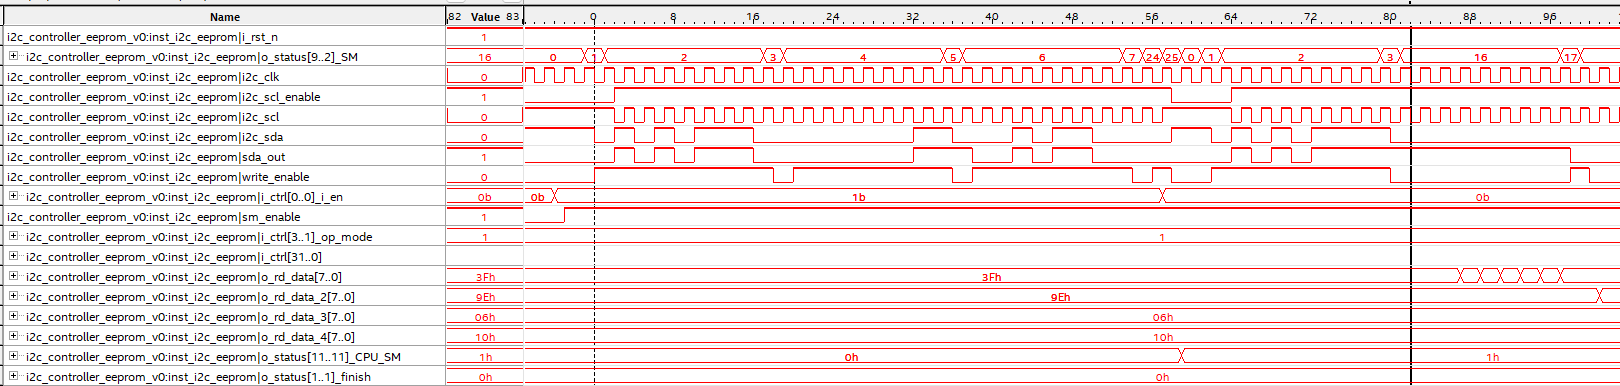 Name 82 Value 83 0 8 16 24 32 40 48 56 64 72 80 88 96
i2c_controller_eeprom_v0:inst_i2c_eeprom|i_rst_n 1
i2c_controller_eeprom_v0:inst_i2c_eeprom|o_status[9..2]_SM 16 0 1 2 3 4 5 6 7 24 25 0 1 2 3 16 17
i2c_controller_eeprom_v0:inst_i2c_eeprom|i2c_clk 0
i2c_controller_eeprom_v0:inst_i2c_eeprom|i2c_scl_enable 1
i2c_controller_eeprom_v0:inst_i2c_eeprom|i2c_scl 0
i2c_controller_eeprom_v0:inst_i2c_eeprom|i2c_sda 0
i2c_controller_eeprom_v0:inst_i2c_eeprom|sda_out 1
i2c_controller_eeprom_v0:inst_i2c_eeprom|write_enable 0
i2c_controller_eeprom_v0:inst_i2c_eeprom|i_ctrl[0..0]_i_en 0b 0b 1b 0b
i2c_controller_eeprom_v0:inst_i2c_eeprom|sm_enable 1
i2c_controller_eeprom_v0:inst_i2c_eeprom|i_ctrl[3..1]_op_mode 1 1
i2c_controller_eeprom_v0:inst_i2c_eeprom|i_ctrl[31..0]
i2c_controller_eeprom_v0:inst_i2c_eeprom|o_rd_data[7..0] 3Fh 3Fh
i2c_controller_eeprom_v0:inst_i2c_eeprom|o_rd_data_2[7..0] 9Eh 9Eh
i2c_controller_eeprom_v0:inst_i2c_eeprom|o_rd_data_3[7..0] 06h 06h
i2c_controller_eeprom_v0:inst_i2c_eeprom|o_rd_data_4[7..0] 10h 10h
i2c_controller_eeprom_v0:inst_i2c_eeprom|o_status[11..11]_CPU_SM 1h 0h 1h
i2c_controller_eeprom_v0:inst_i2c_eeprom|o_status[1..1]_finish 0h 0h